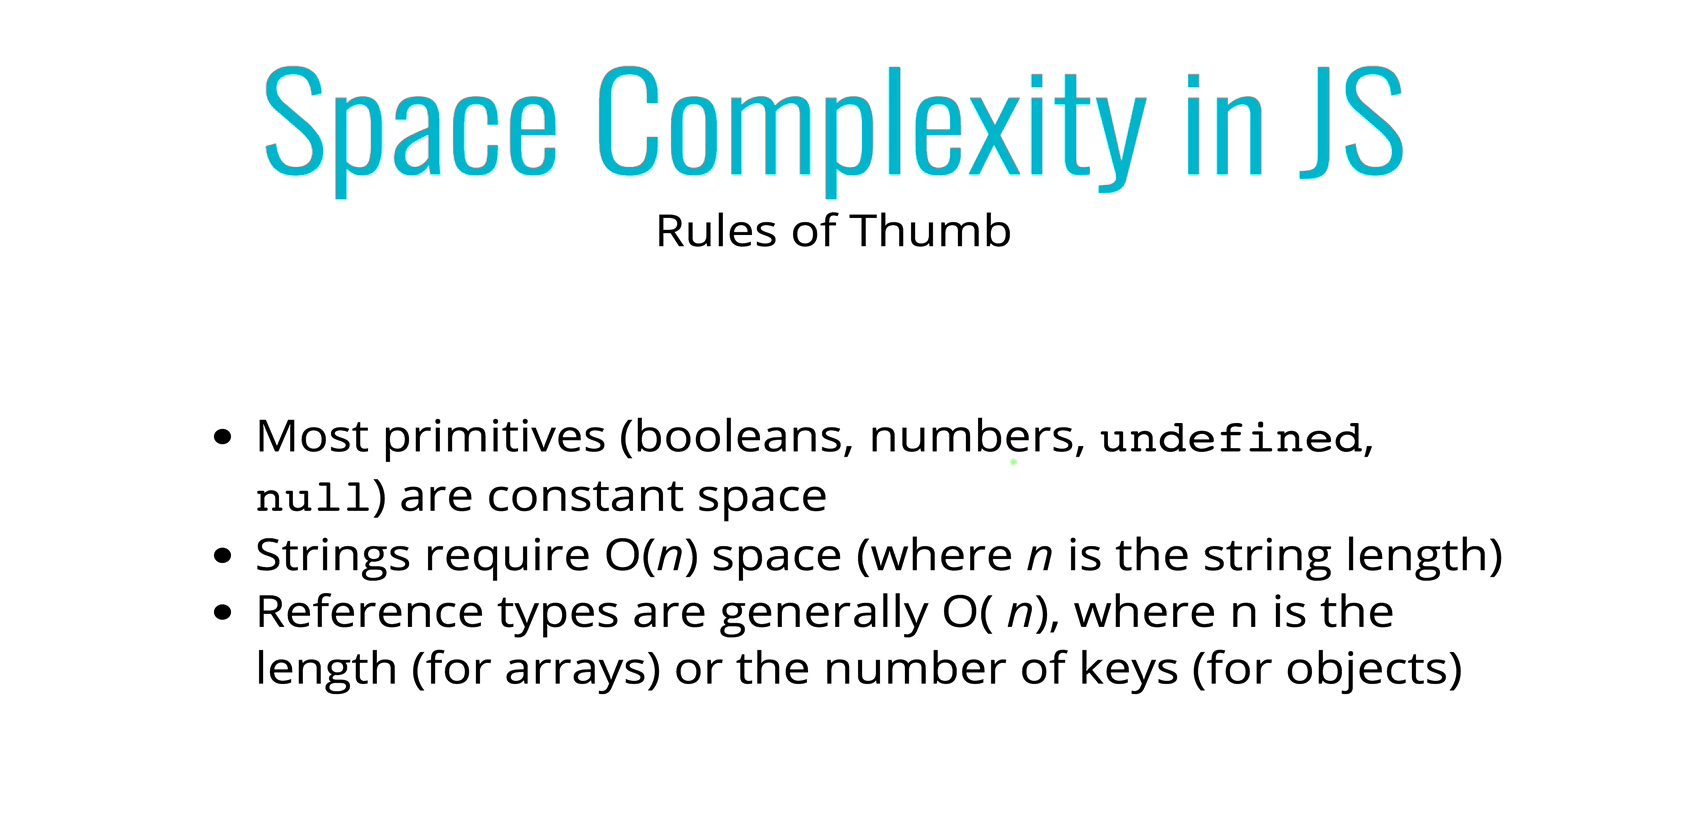 Space Complexity in JS
Rules of Thumb
Most primitives (booleans, numbers, undefined,
null) are constant space
Strings require O(n) space (where n is the string length)
Reference types are generally O( n), where n is the
length (for arrays) or the number of keys (for objects)